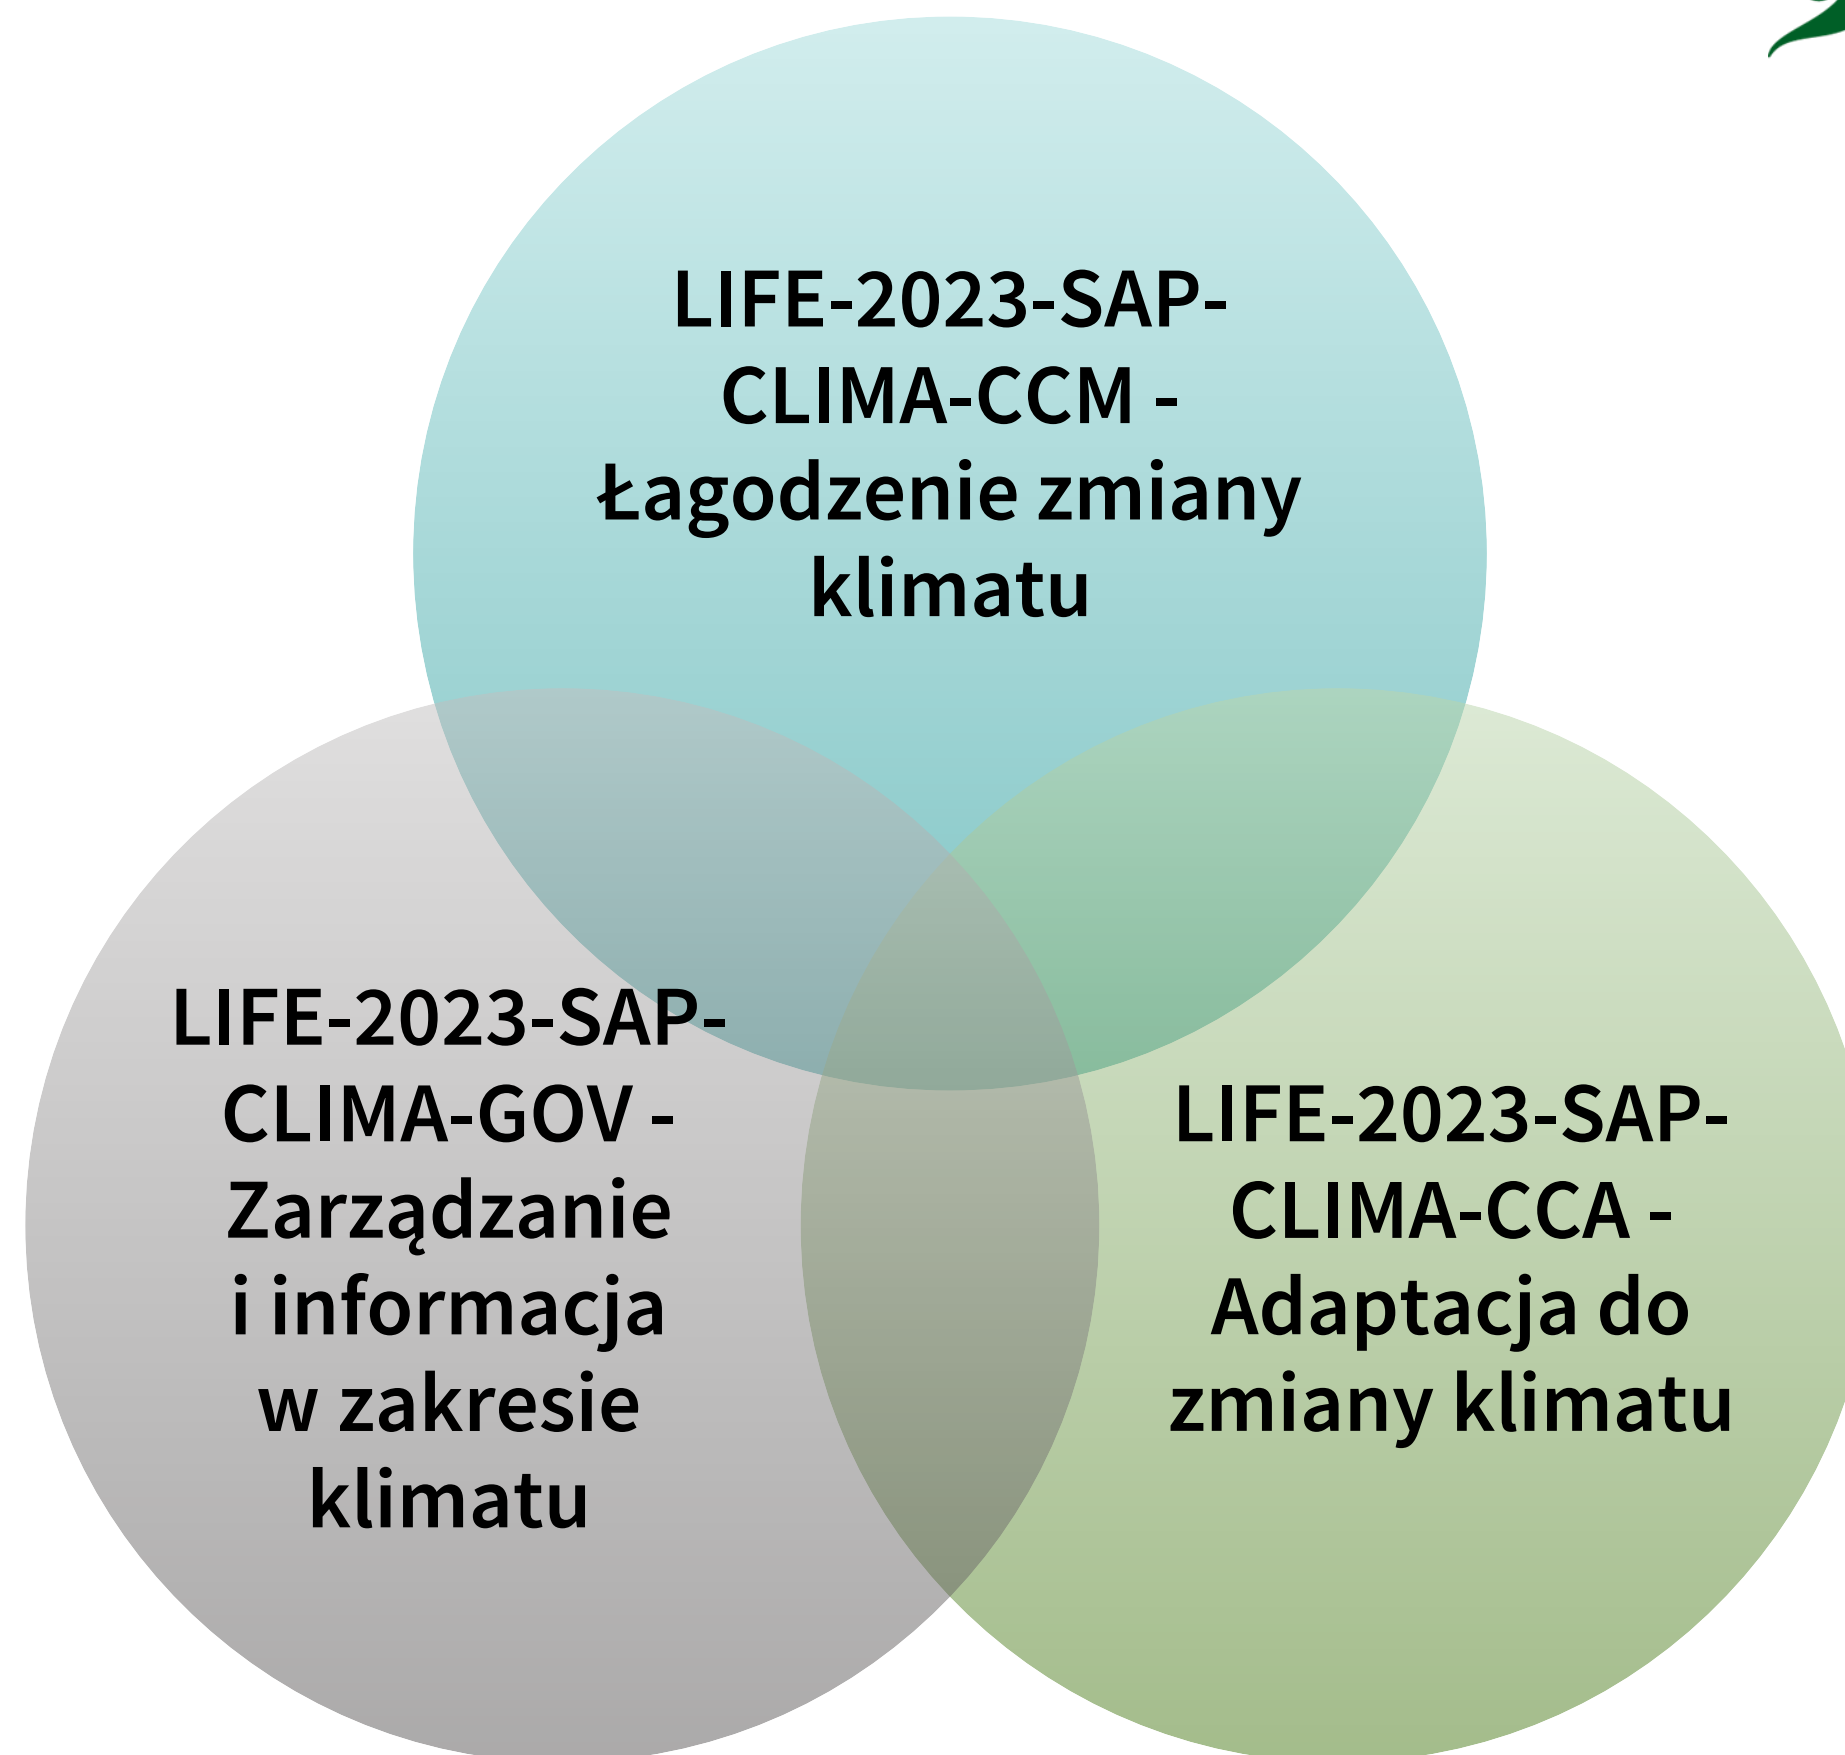 LIFE-2023-SAP-
CLIMA-CCM -
Łagodzenie zmiany
klimatu
LIFE-2023-SAP-
CLIMA-GOV -
Zarządzanie
i informacja
w zakresie
klimatu
LIFE-2023-SAP-
CLIMA-CCA -
Adaptacja do
zmiany klimatu